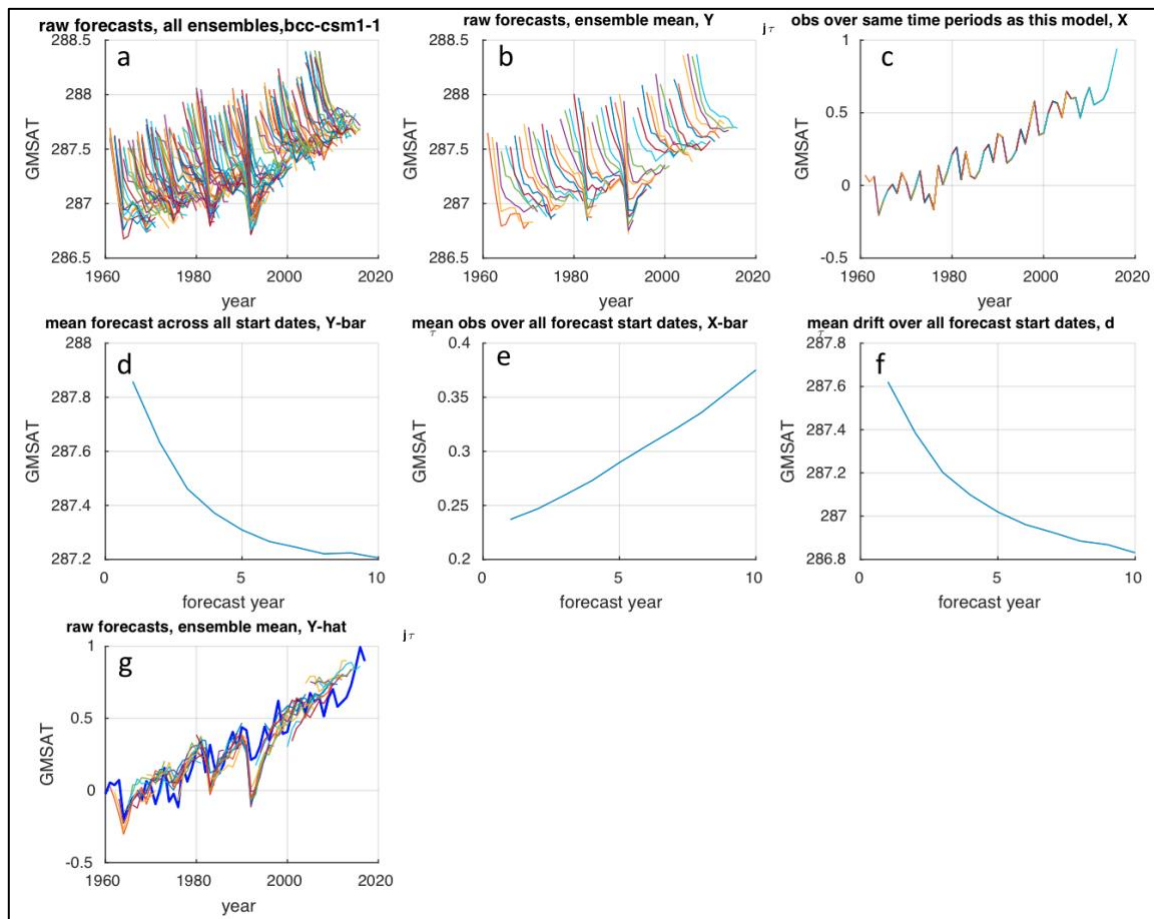 raw forecasts, all ensembles,bcc-csm1-1
a
288.5
288
287.5
287
286.5
GMSAT
1960
1980
2000
2020
year
raw forecasts, ensemble mean, Y
jτ
b
288.5
288
287.5
287
286.5
GMSAT
1960
1980
2000
2020
year
obs over same time periods as this model, X
c
1
0.5
0
-0.5
GMSAT
1960
1980
2000
2020
year
mean forecast across all start dates, Y-bar
τ
d
288
287.8
287.6
287.4
287.2
GMSAT
0
5
10
forecast year
mean obs over all forecast start dates, X-bar
τ
e
0.4
0.35
0.3
0.25
0.2
GMSAT
0
5
10
forecast year
mean drift over all forecast start dates, d
f
287.8
287.6
287.4
287.2
287
286.8
GMSAT
0
5
10
forecast year
raw forecasts, ensemble mean, Y-hat
jτ
g
1
0.5
0
-0.5
GMSAT
1960
1980
2000
2020
year